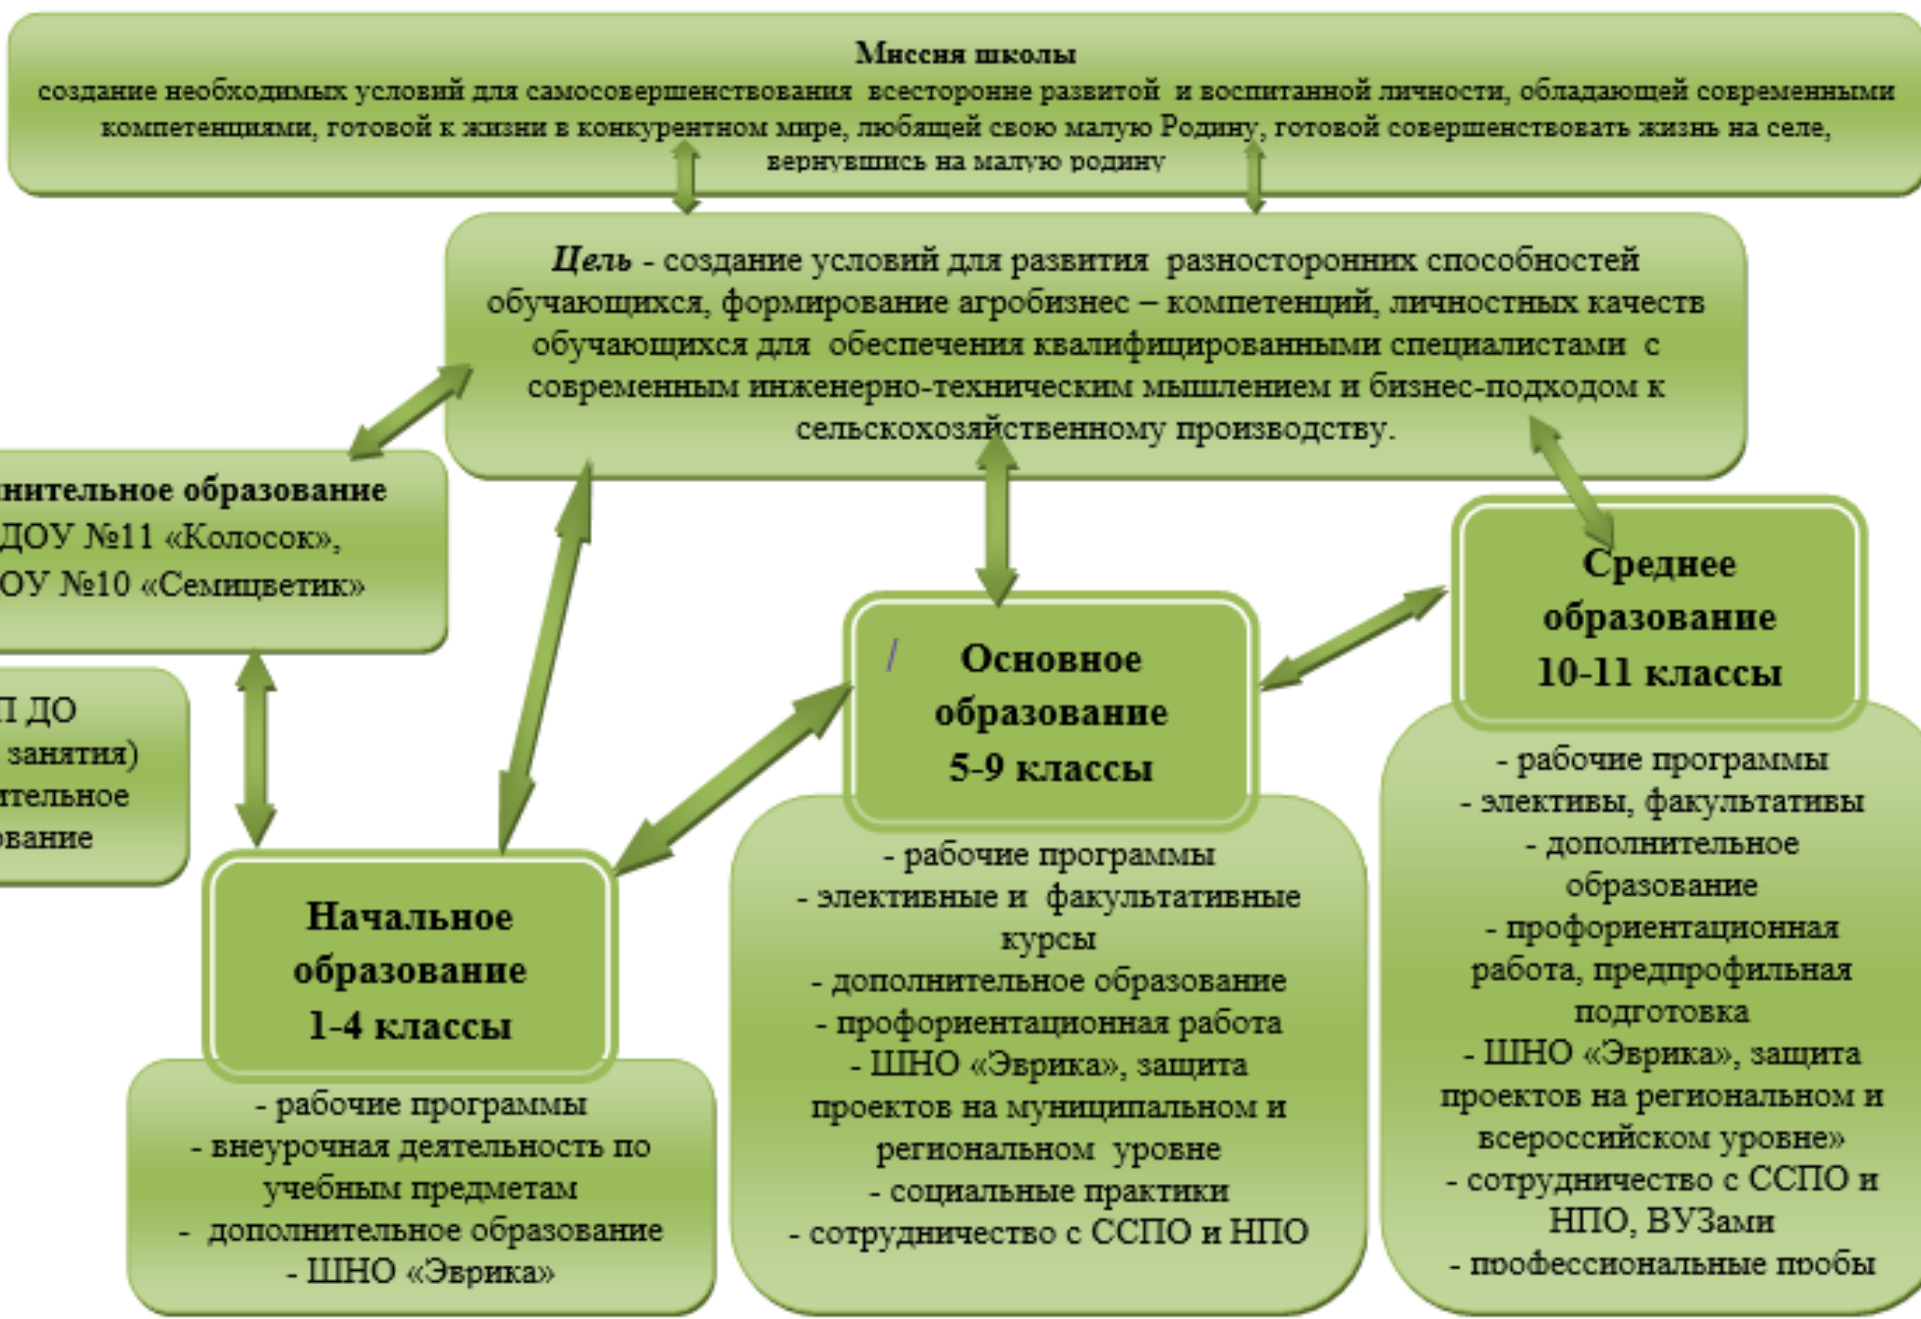 Миссия школы
создание необходимых условий для самосовершенствования всесторонне развитой и воспитанной личности, обладающей современными
компетенциями, готовой к жизни в конкурентном мире, любящей свою малую Родину, готовой совершенствовать жизнь на селе,
вернувшись на малую родину
Цель - создание условий для развития разносторонних способностей
обучающихся, формирование агробизнес – компетенций, личностных качеств
обучающихся для обеспечения квалифицированными специалистами с
современным инженерно-техническим мышлением и бизнес-подходом к
сельскохозяйственному производству.
нительное образование
ДОУ №11 «Колосок»,
ОУ №10 «Семицветик»
П ДО
занятия)
ительное
ование
Начальное
образование
1-4 классы
- рабочие программы
- внеурочная деятельность по
учебным предметам
- дополнительное образование
- ШНО «Эврика»
/ Основное
образование
5-9 классы
- рабочие программы
- элективные и факультативные
курсы
- дополнительное образование
- профориентационная работа
- ШНО «Эврика», защита
проектов на муниципальном и
региональном уровне
- социальные практики
- сотрудничество с ССПО и НПО
Среднее
образование
10-11 классы
- рабочие программы
- элективы, факультативы
- дополнительное
образование
- профориентационная
работа, предпрофильная
подготовка
- ШНО «Эврика», защита
проектов на региональном и
всероссийском уровне»
- сотрудничество с ССПО и
НПО, ВУЗами
- профессиональные пробы